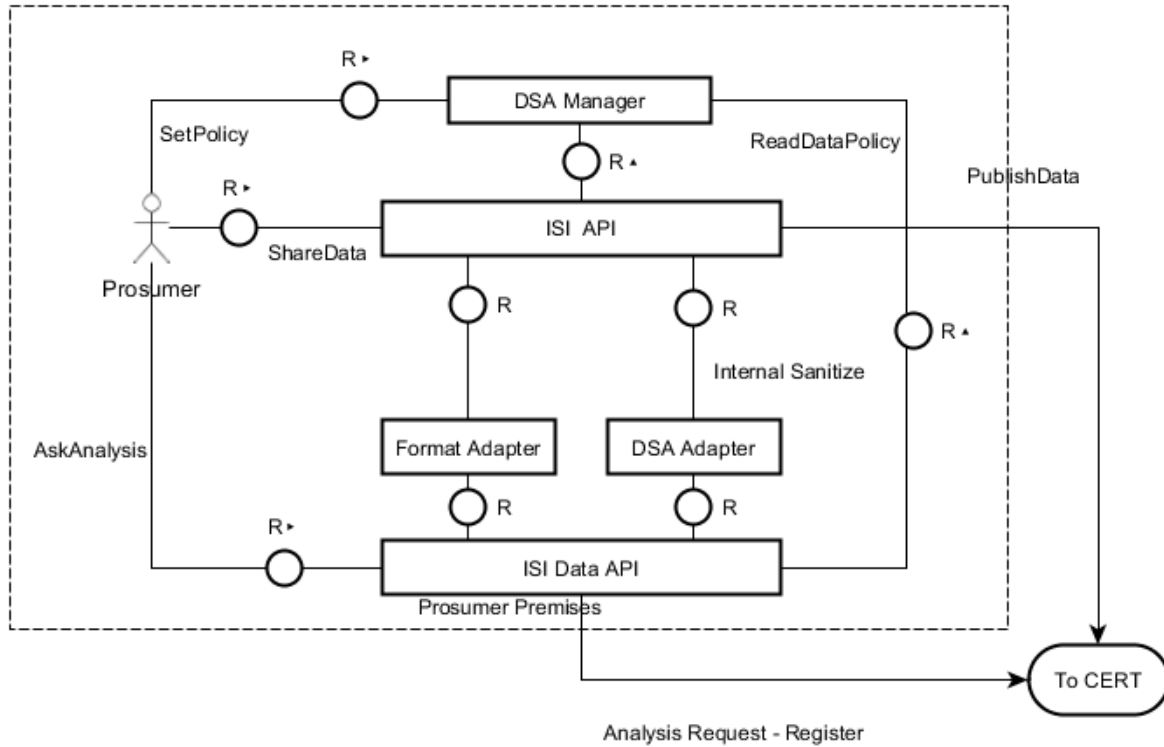 R ▸
DSA Manager
SetPolicy
ReadDataPolicy
R ▴
PublishData
R ▸
ISI API
ShareData
Prosumer
R
R
R ▴
Internal Sanitize
AskAnalysis
Format Adapter
DSA Adapter
R
R
R ▸
ISI Data API
Prosumer Premises
To CERT
Analysis Request - Register